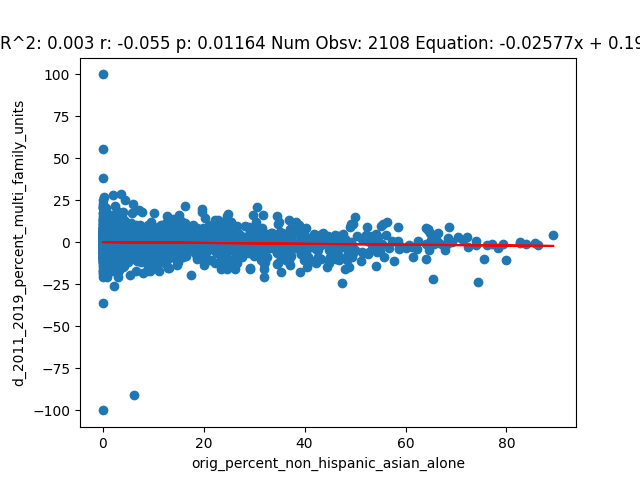 R^2: 0.003 r: -0.055 p: 0.01164 Num Obsv: 2108 Equation: -0.02577x + 0.19
100
75
50
25
0
−25
−50
−75
−100
d_2011_2019_percent_multi_family_units
0 20 40 60 80
orig_percent_non_hispanic_asian_alone